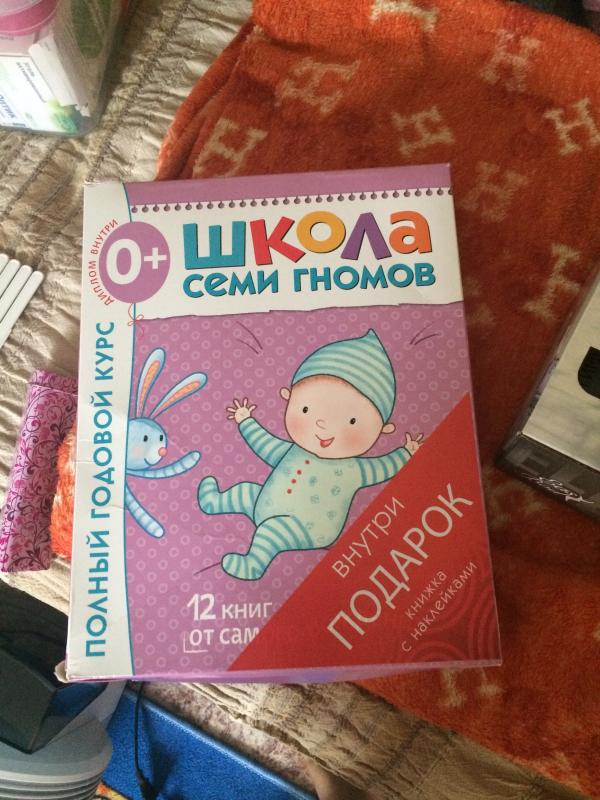 ДИПЛОМ ВНУТРИ
0+
ШКОЛА
СЕМИ ГНОМОВ
ПОЛНЫЙ ГОДОВОЙ КУРС
12 КНИГ
ОТ САМ
ВНУТРИ
ПОДАРОК
книжка
с наклейками